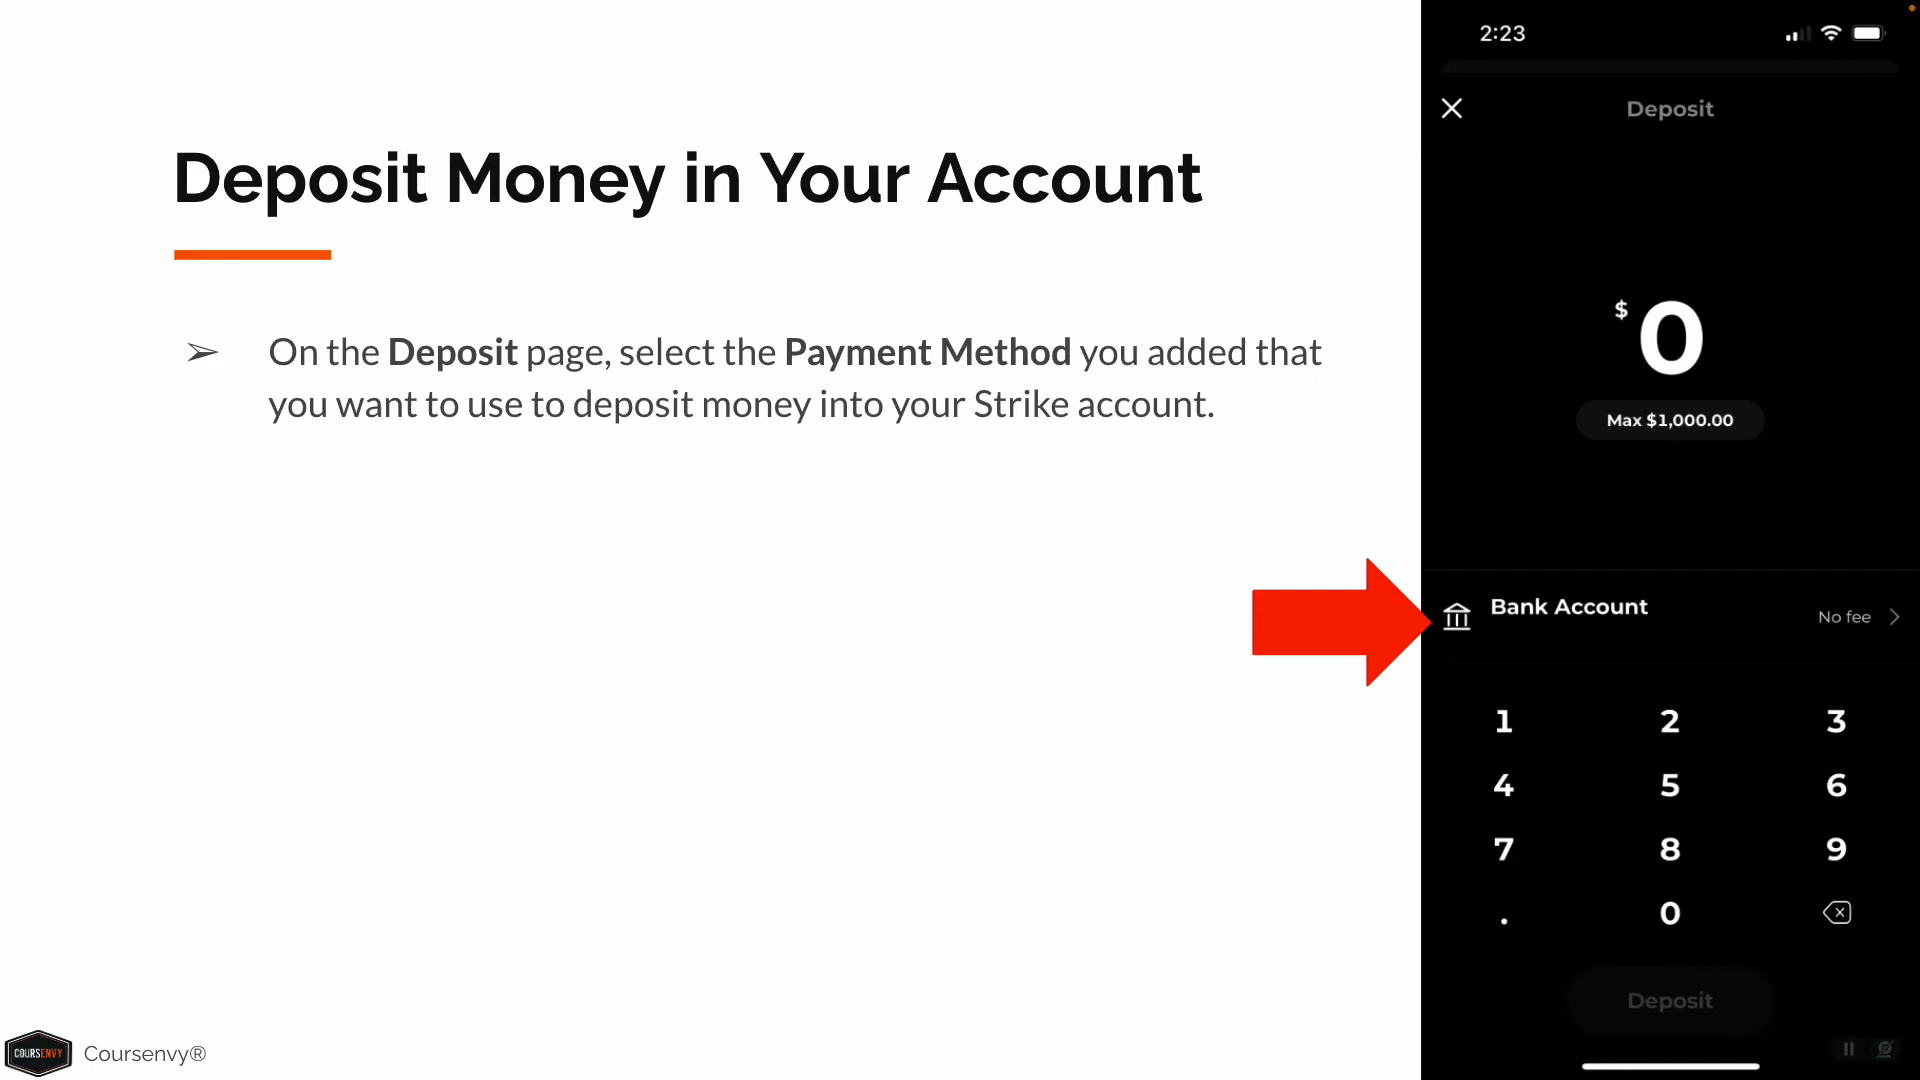 Deposit Money in Your Account
➢ On the Deposit page, select the Payment Method you added that
you want to use to deposit money into your Strike account.
COURSENVY
Coursenvy®
2:23
Deposit
$0
Max $1,000.00
Bank Account
No fee
1 2 3
4 5 6
7 8 9
. 0
Deposit